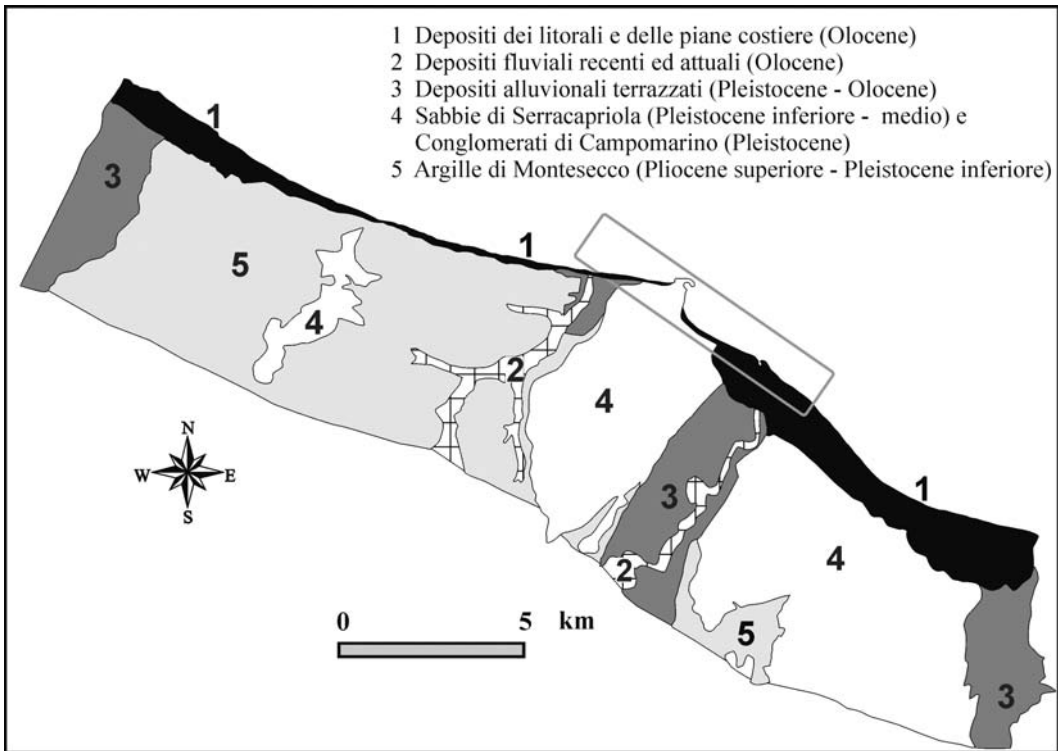 1 Depositi dei litorali e delle piane costiere (Olocene)
2 Depositi fluviali recenti ed attuali (Olocene)
3 Depositi alluvionali terrazzati (Pleistocene - Olocene)
4 Sabbie di Serracapriola (Pleistocene inferiore - medio) e
Conglomerati di Campomarino (Pleistocene)
5 Argille di Montesecco (Pliocene superiore - Pleistocene inferiore)
1
3
5
4
1
2
4
3
2
1
4
5
3
N
W E
S
0 5 km